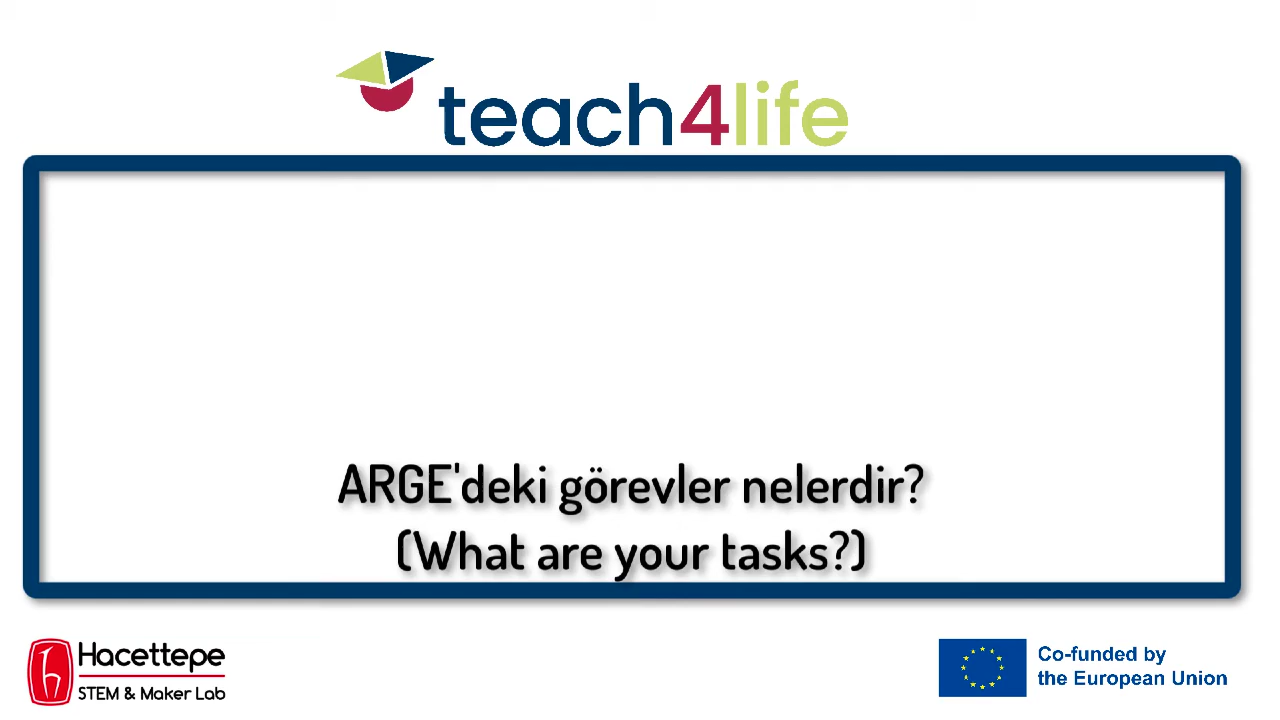 teach4life
ARGE'deki görevler nelerdir?
(What are your tasks?)
Hacettepe
STEM & Maker Lab
Co-funded by
the European Union